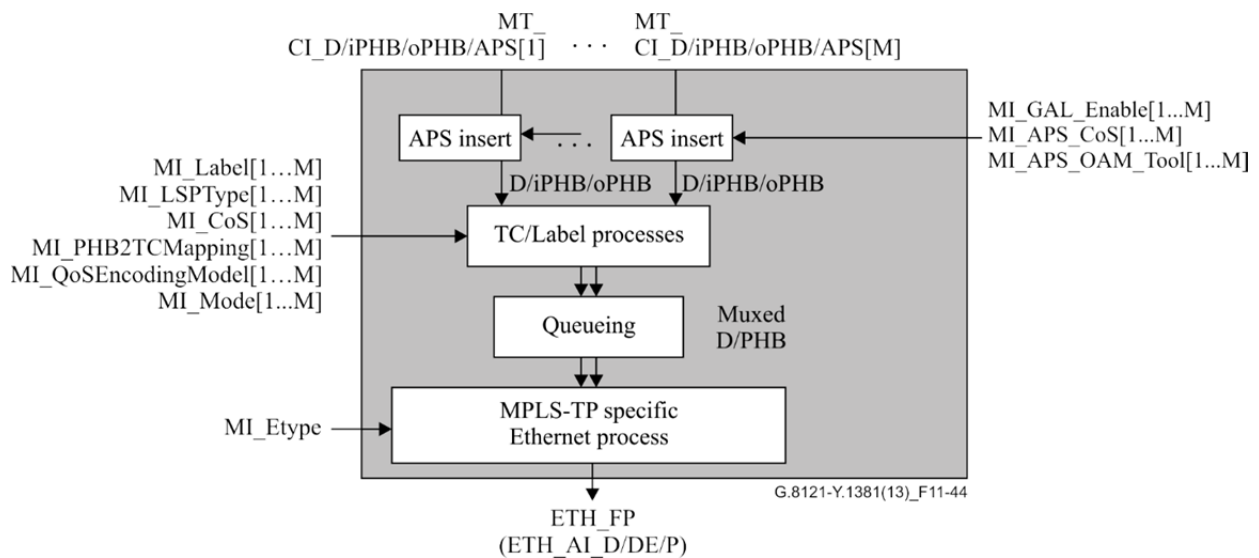 MT_
CI_D/iPHB/oPHB/APS[1]
. . .
MT_
CI_D/iPHB/oPHB/APS[M]
APS insert
. . .
APS insert
MI_GAL_Enable[1...M]
MI_APS_CoS[1...M]
MI_APS_OAM_Tool[1...M]
D/iPHB/oPHB
D/iPHB/oPHB
MI_Label[1…M]
MI_LSPType[1…M]
MI_CoS[1…M]
MI_PHB2TCMapping[1…M]
MI_QoSEncodingModel[1…M]
MI_Mode[1...M]
TC/Label processes
Queueing
Muxed
D/PHB
MI_Etype
MPLS-TP specific
Ethernet process
G.8121-Y.1381(13)_F11-44
ETH_FP
(ETH_AI_D/DE/P)